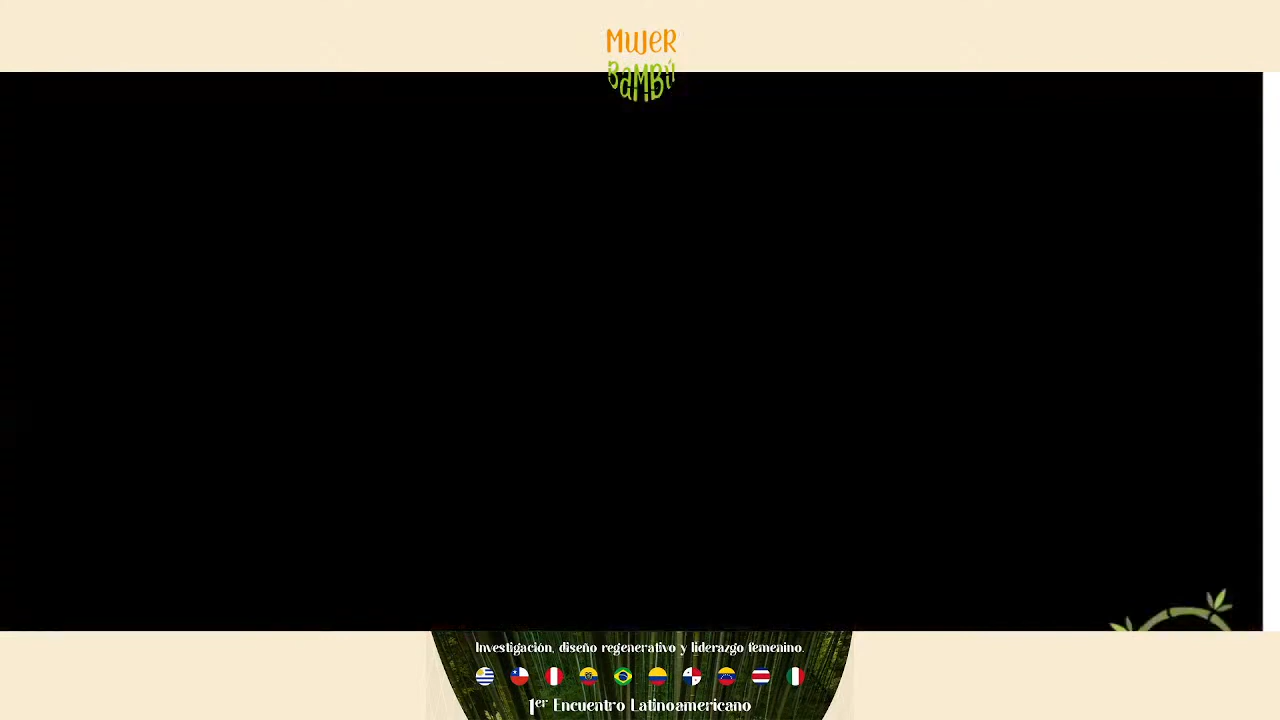 MUJER
BAMBÚ
Investigación, diseño regenerativo y liderazgo femenino.
1er Encuentro Latinoamericano